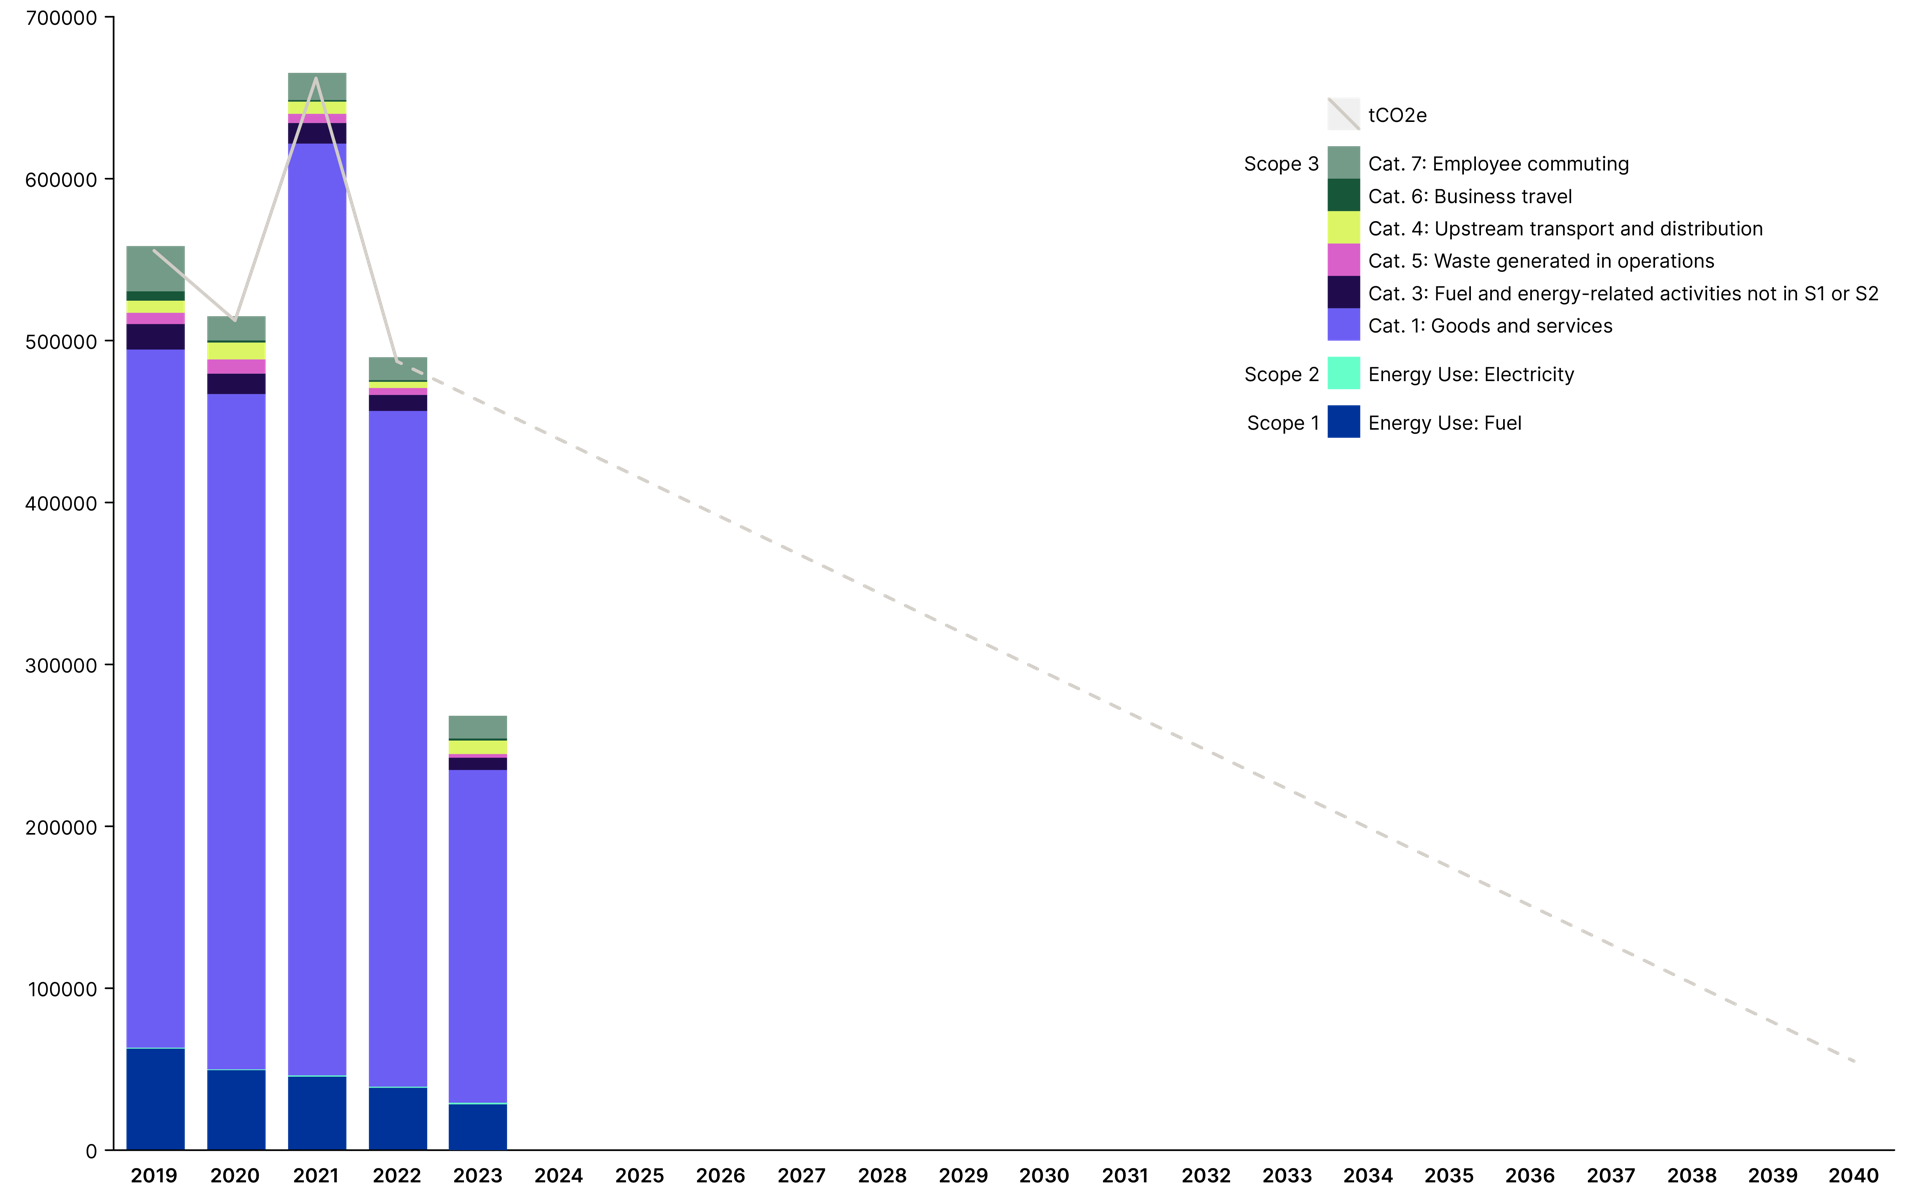 700000
600000
500000
400000
300000
200000
100000
0
tCO2e
Scope 3 Cat. 7: Employee commuting
Cat. 6: Business travel
Cat. 4: Upstream transport and distribution
Cat. 5: Waste generated in operations
Cat. 3: Fuel and energy-related activities not in S1 or S2
Cat. 1: Goods and services
Scope 2 Energy Use: Electricity
Scope 1 Energy Use: Fuel
2019 2020 2021 2022 2023 2024 2025 2026 2027 2028 2029 2030 2031 2032 2033 2034 2035 2036 2037 2038 2039 2040